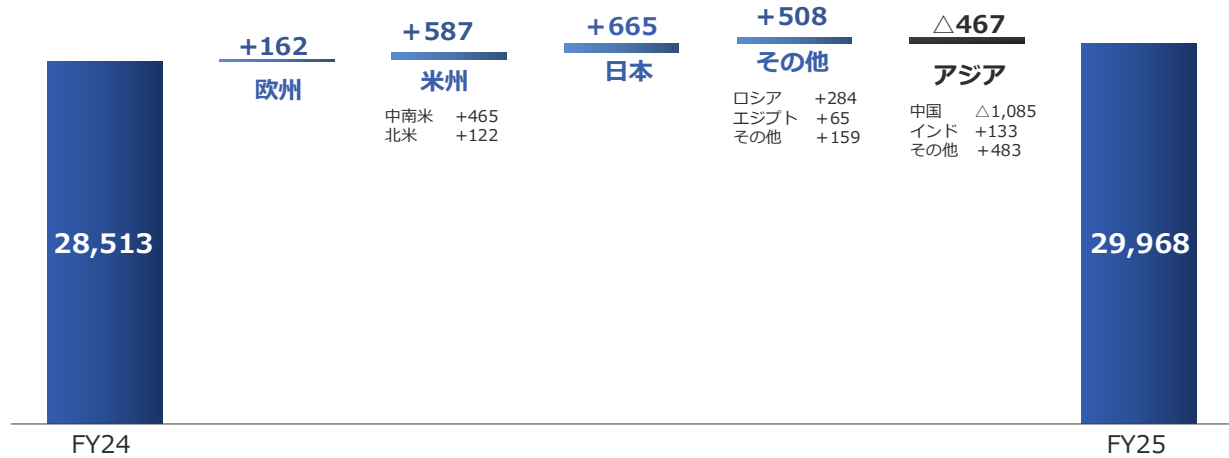 +162
欧州
+587
米州
中南米 +465
北米 +122
+665
日本
+508
その他
ロシア +284
エジプト +65
その他 +159
△467
アジア
中国 △1,085
インド +133
その他 +483
28,513
29,968
FY24
FY25